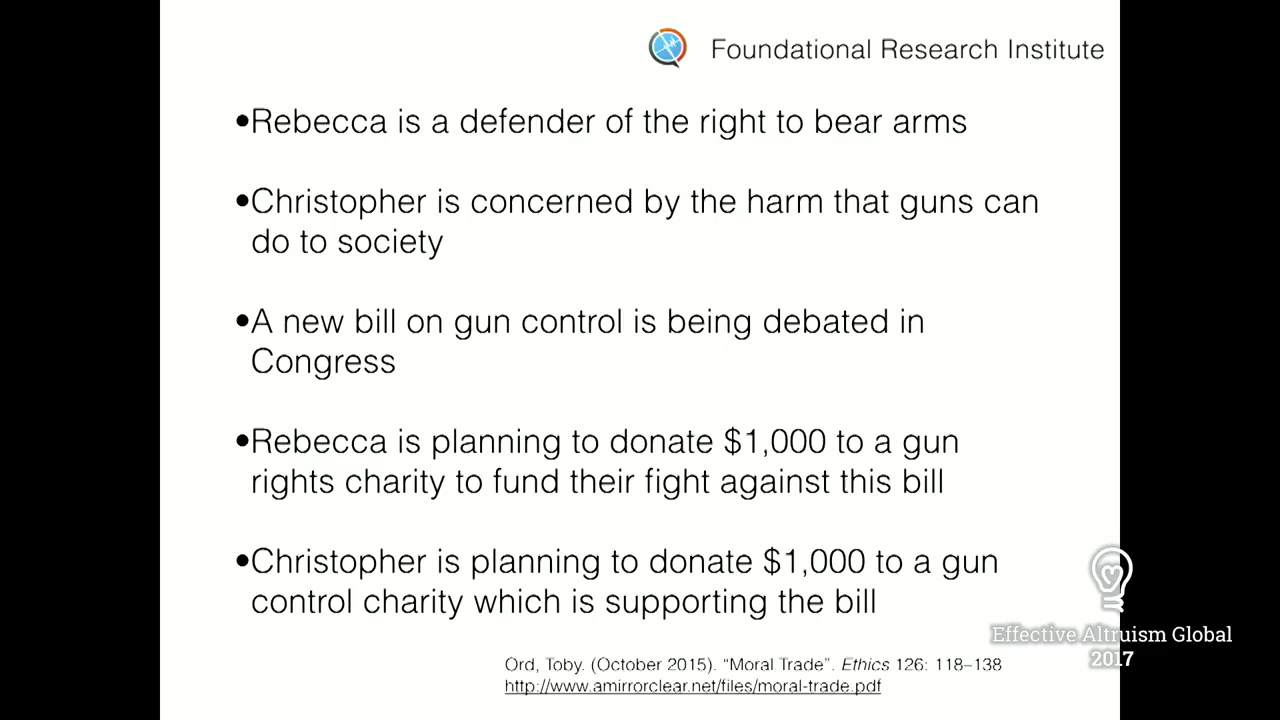 Foundational Research Institute
•Rebecca is a defender of the right to bear arms
•Christopher is concerned by the harm that guns can
do to society
•A new bill on gun control is being debated in
Congress
•Rebecca is planning to donate $1,000 to a gun
rights charity to fund their fight against this bill
•Christopher is planning to donate $1,000 to a gun
control charity which is supporting the bill
Effective Altruism Global
2017
Ord, Toby. (October 2015). “Moral Trade”. Ethics 126: 118–138
http://www.amirrorclear.net/files/moral-trade.pdf